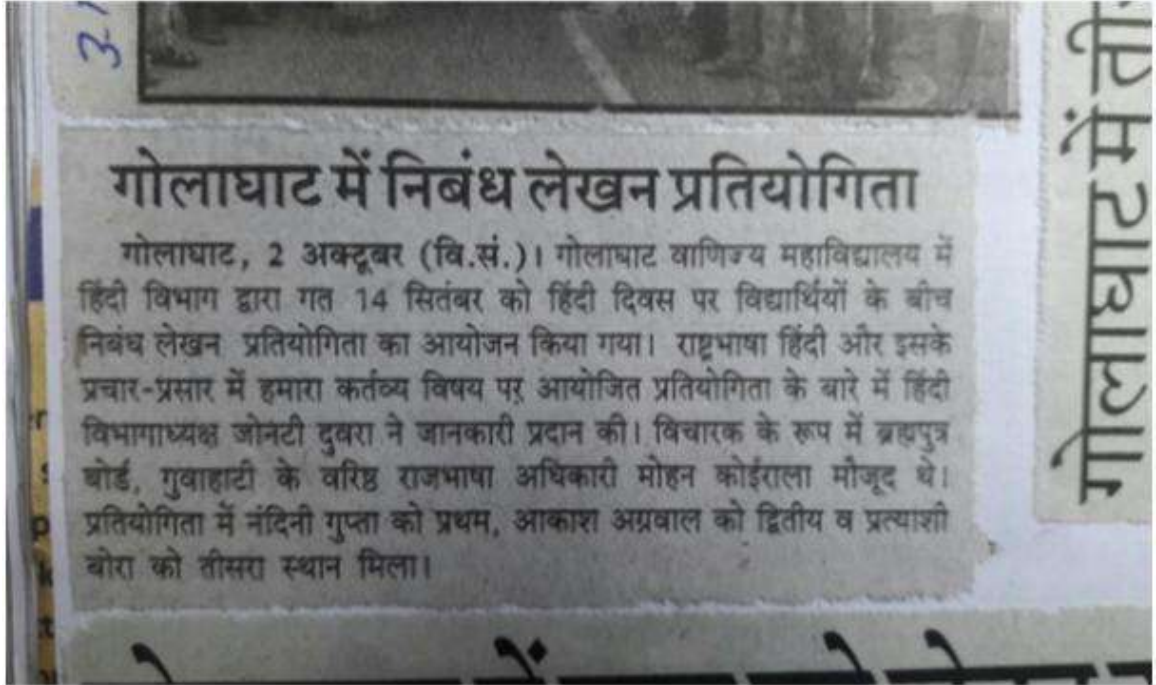 गोलाघाट में निबंध लेखन प्रतियोगिता
गोलाघाट, 2 अक्टूबर (वि.सं.)। गोलाघाट वाणिज्य महाविद्यालय में
हिंदी विभाग द्वारा गत 14 सितंबर को हिंदी दिवस पर विद्यार्थियों के बीच
निबंध लेखन प्रतियोगिता का आयोजन किया गया। राष्ट्रभाषा हिंदी और इसके
प्रचार-प्रसार में हमारा कर्तव्य विषय पर आयोजित प्रतियोगिता के बारे में हिंदी
विभागाध्यक्ष जोनटी दुवरा ने जानकारी प्रदान की। विचारक के रूप में ब्रह्मपुत्र
बोर्ड, गुवाहाटी के वरिष्ठ राजभाषा अधिकारी मोहन कोईराला मौजूद थे।
प्रतियोगिता में नंदिनी गुप्ता को प्रथम, आकाश अग्रवाल को द्वितीय व प्रत्याशी
बोरा को तीसरा स्थान मिला।
गोलाघाट में